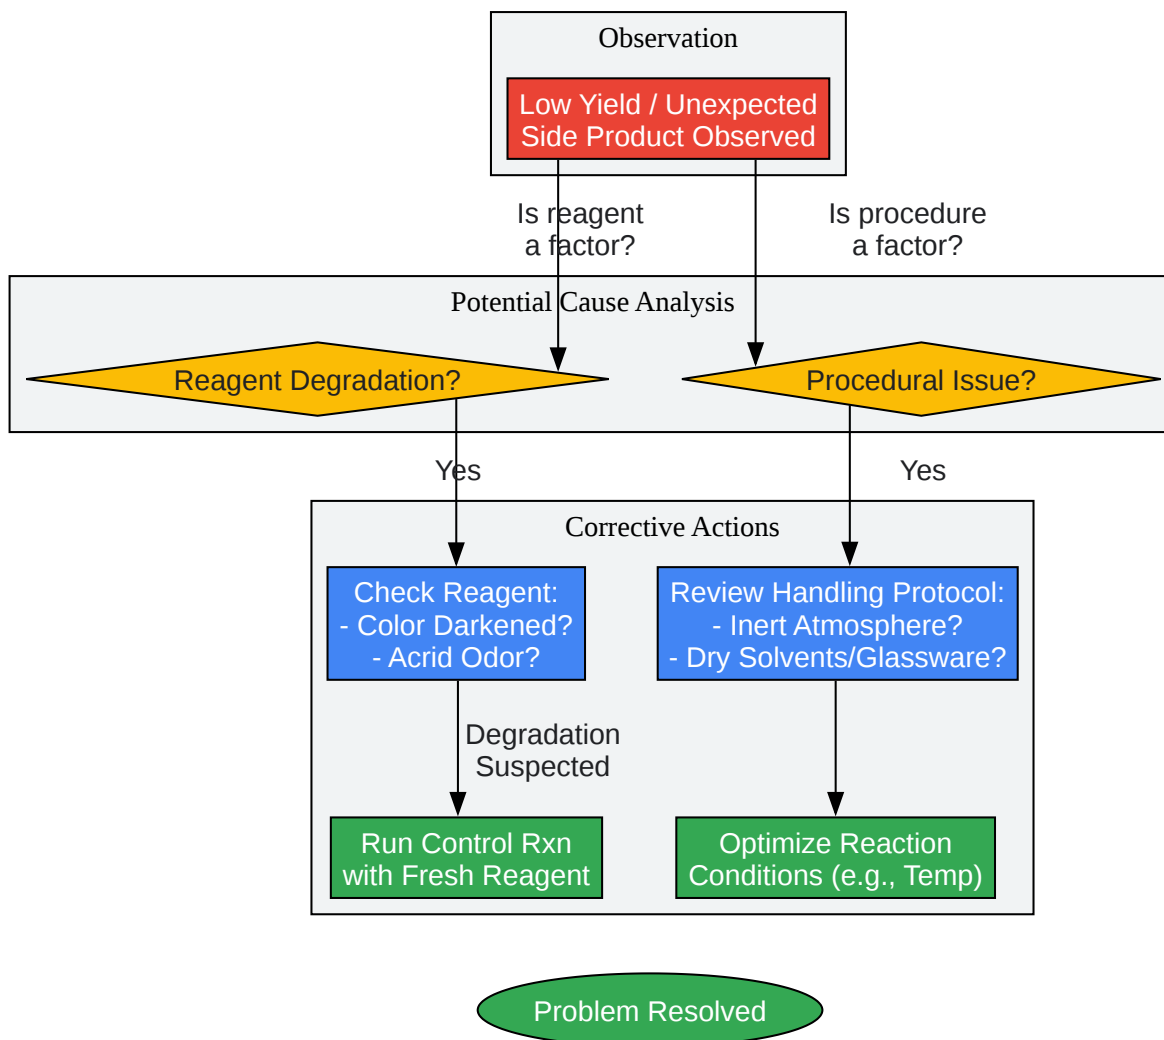 Observation
Low Yield / Unexpected
Side Product Observed
Is reagent
a factor?
Is procedure
a factor?
Potential Cause Analysis
Reagent Degradation?
Procedural Issue?
Yes
Yes
Corrective Actions
Check Reagent:
- Color Darkened?
- Acrid Odor?
Review Handling Protocol:
- Inert Atmosphere?
- Dry Solvents/Glassware?
Degradation
Suspected
Run Control Rxn
with Fresh Reagent
Optimize Reaction
Conditions (e.g., Temp)
Problem Resolved